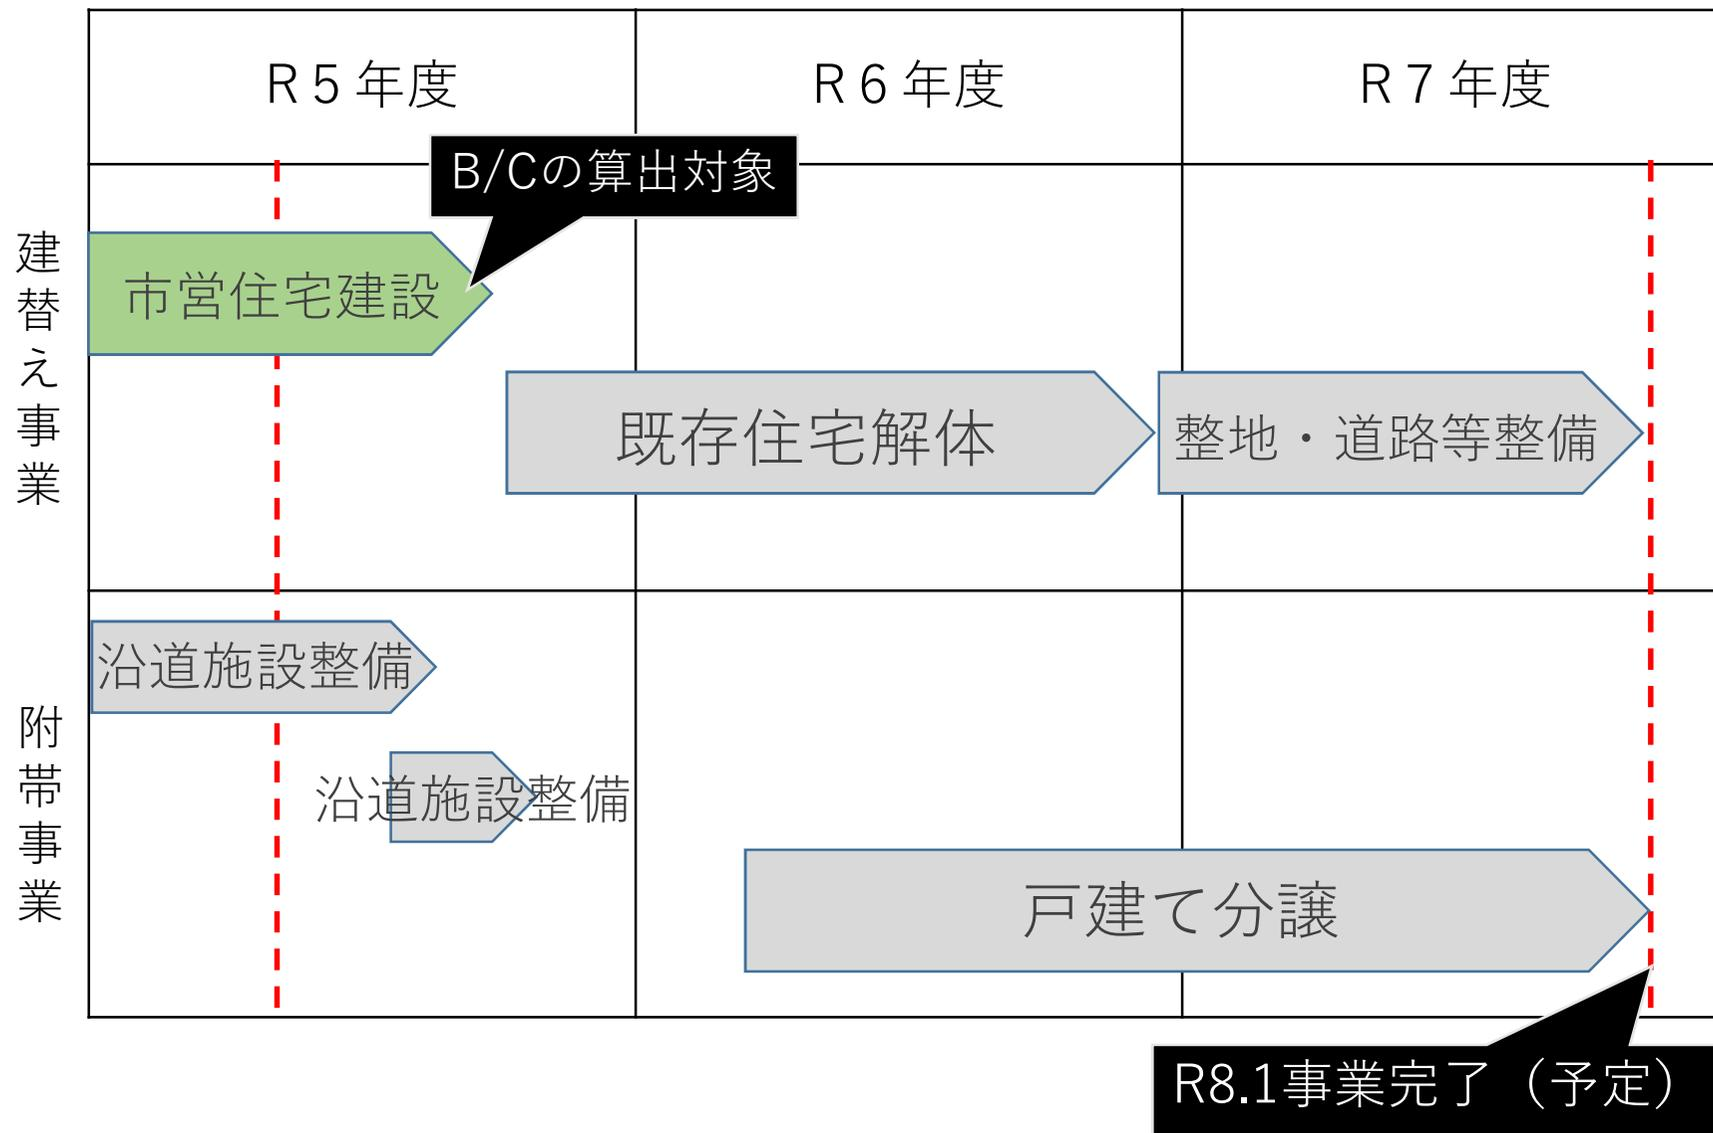 R５年度
R６年度
R７年度
B/Cの算出対象
建替え事業
市営住宅建設
既存住宅解体
整地・道路等整備
附帯事業
沿道施設整備
沿道施設整備
戸建て分譲
R8.1事業完了（予定）